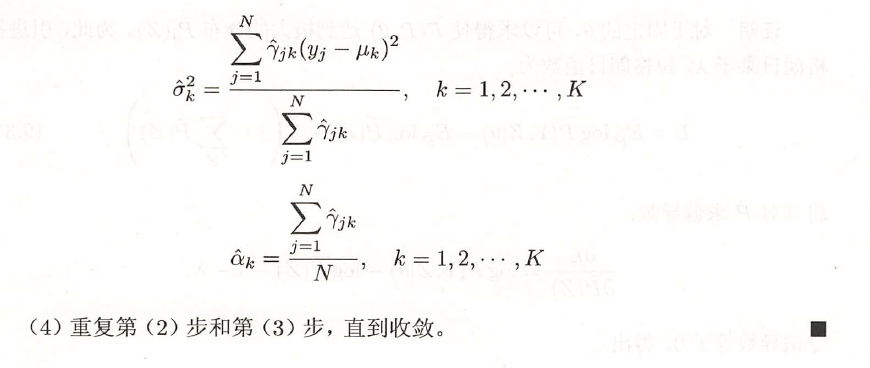 $$\hat{\sigma}_k^2 = \frac{\sum_{j=1}^{N} \hat{\gamma}_{jk}(y_j - \mu_k)^2}{\sum_{j=1}^{N} \hat{\gamma}_{jk}}, \quad k = 1, 2, \cdots, K$$
$$\hat{\alpha}_k = \frac{\sum_{j=1}^{N} \hat{\gamma}_{jk}}{N}, \quad k = 1, 2, \cdots, K$$
（4）重复第（2）步和第（3）步，直到收敛。 ■